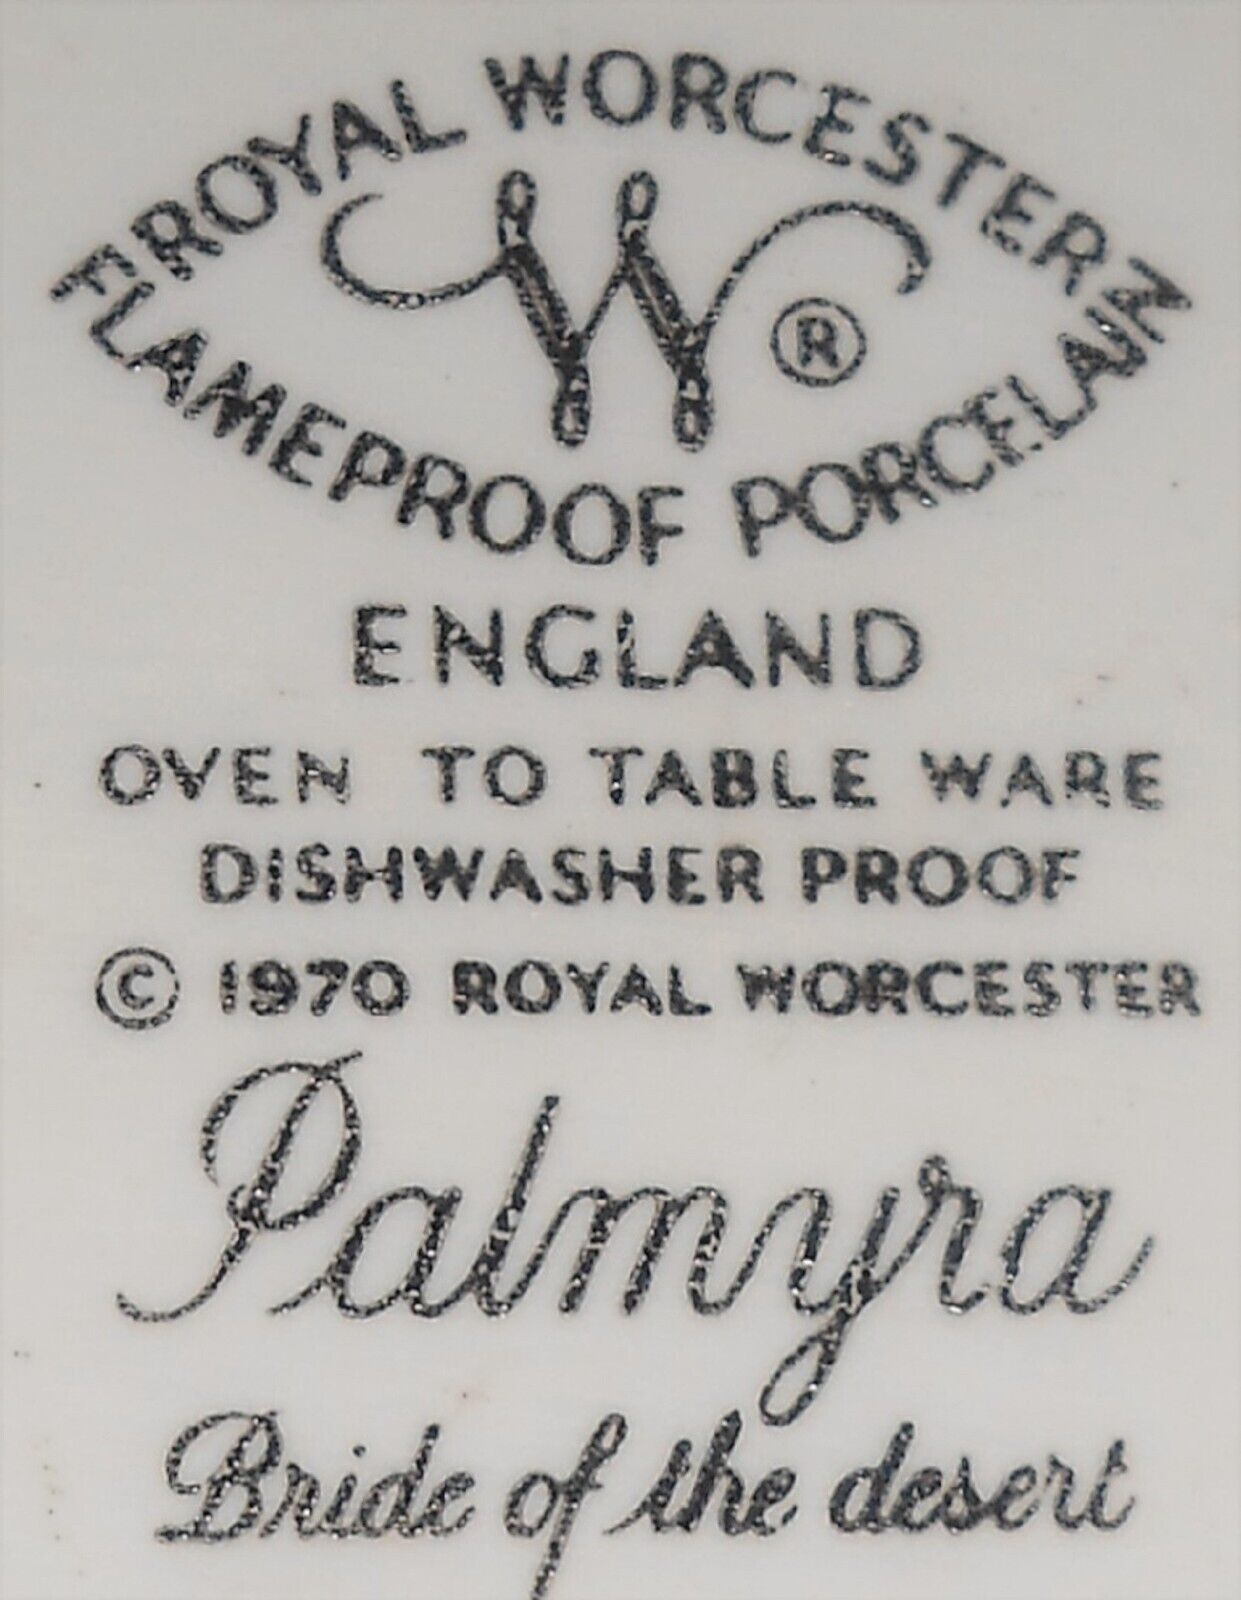 ROYAL WORCESTER
W ®
FLAMEPROOF PORCELAIN
ENGLAND
OVEN TO TABLE WARE
DISHWASHER PROOF
© 1970 ROYAL WORCESTER
Palmyra
Bride of the desert